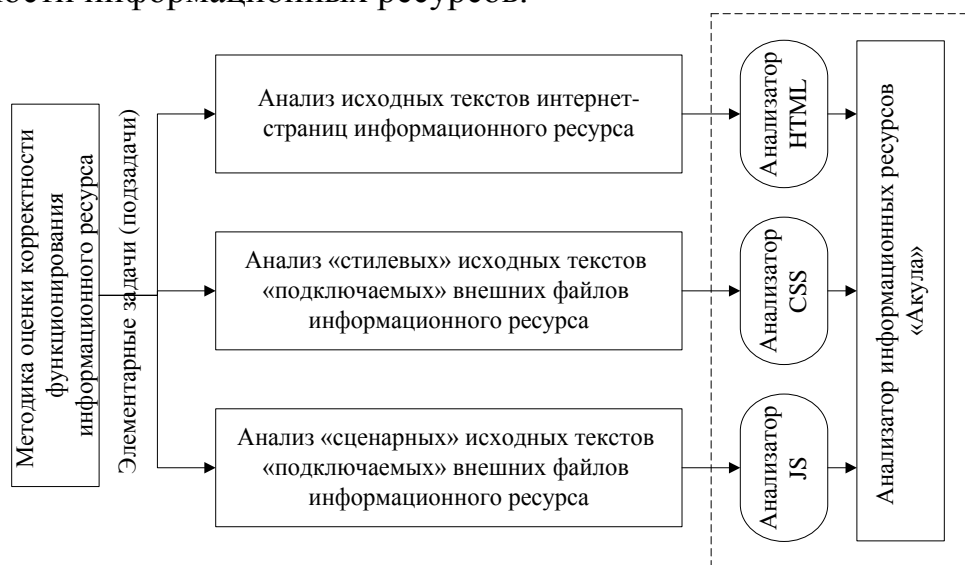 ности информационных ресурсов.
Методика оценки корректности
функционирования
информационного ресурса
Элементарные задачи (подзадачи)
Анализ исходных текстов интернет-
страниц информационного ресурса
Анализ «стилевых» исходных текстов
«подключаемых» внешних файлов
информационного ресурса
Анализ «сценарных» исходных текстов
«подключаемых» внешних файлов
информационного ресурса
Анализатор
HTML
Анализатор
CSS
Анализатор
JS
Анализатор информационных ресурсов
«Акула»